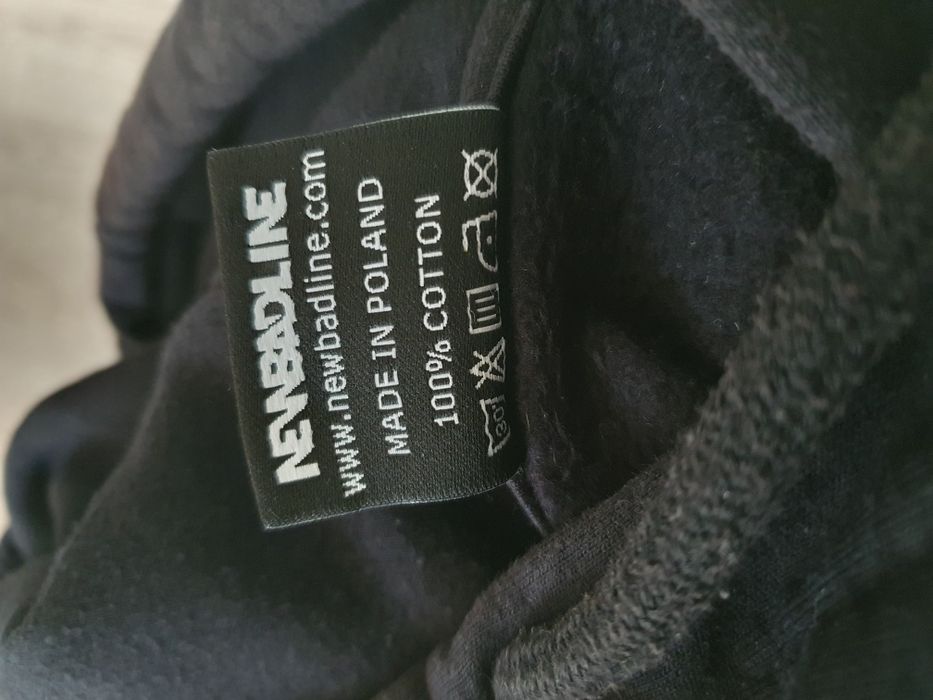 NEWBADLINE
www.newbadline.com
MADE IN POLAND
100% COTTON
30°